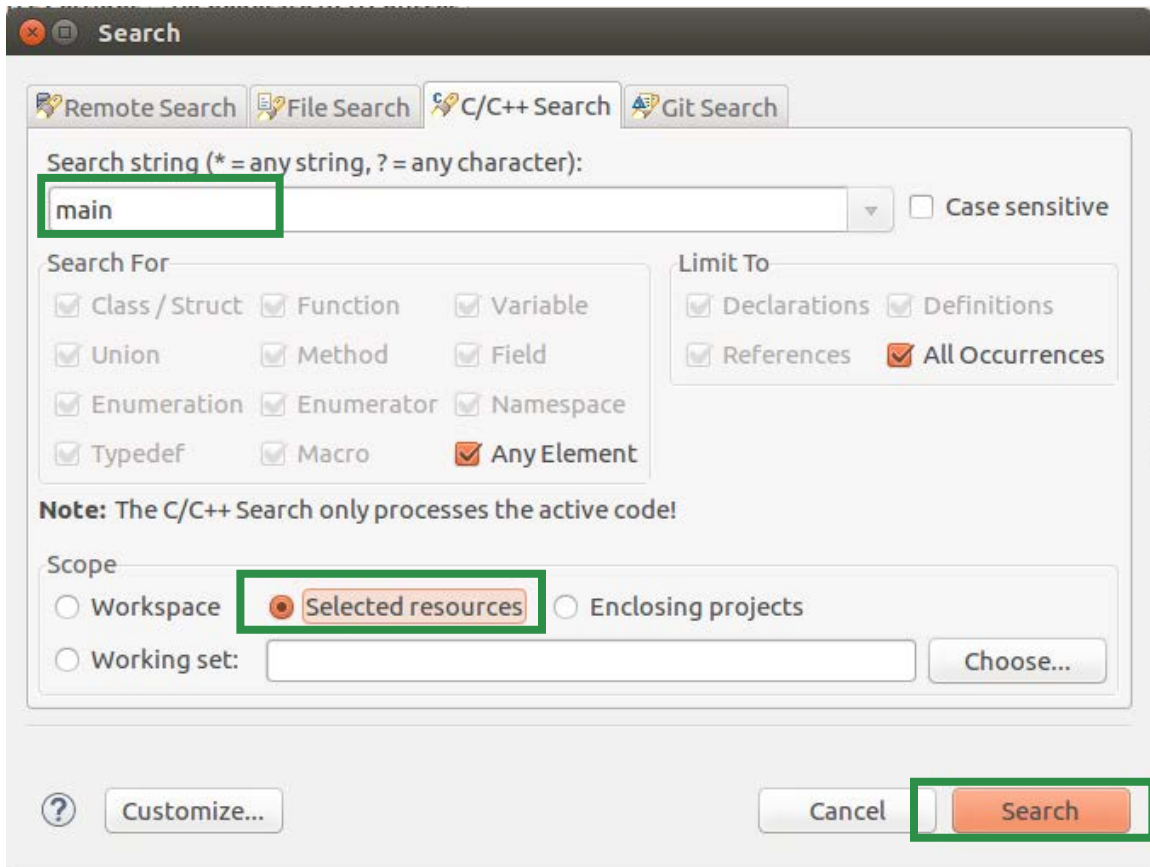 Search
Remote Search File Search C/C++ Search Git Search
Search string (* = any string, ? = any character):
main Case sensitive
Search For Limit To
Class / Struct Function Variable Declarations Definitions
Union Method Field References All Occurrences
Enumeration Enumerator Namespace
Typedef Macro Any Element
Note: The C/C++ Search only processes the active code!
Scope
Workspace Selected resources Enclosing projects
Working set: Choose...
? Customize... Cancel Search